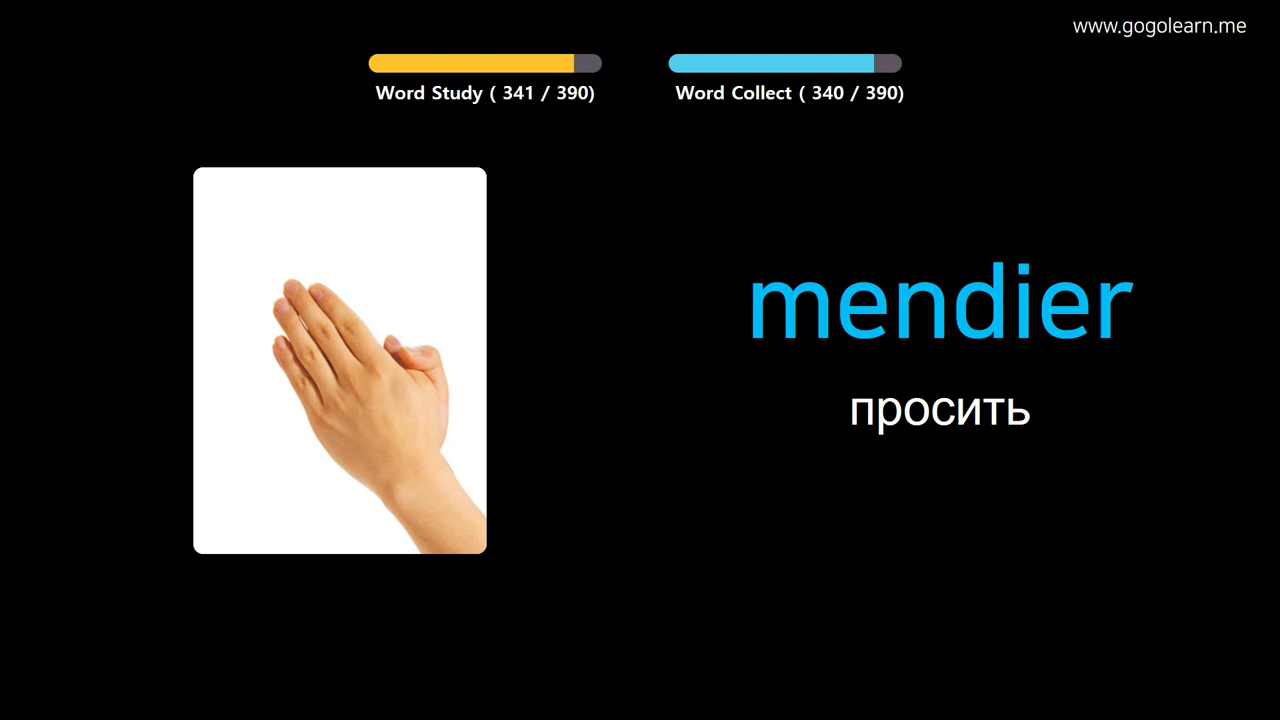 www.gogolearn.me
Word Study ( 341 / 390)
Word Collect ( 340 / 390)
mendier
просить